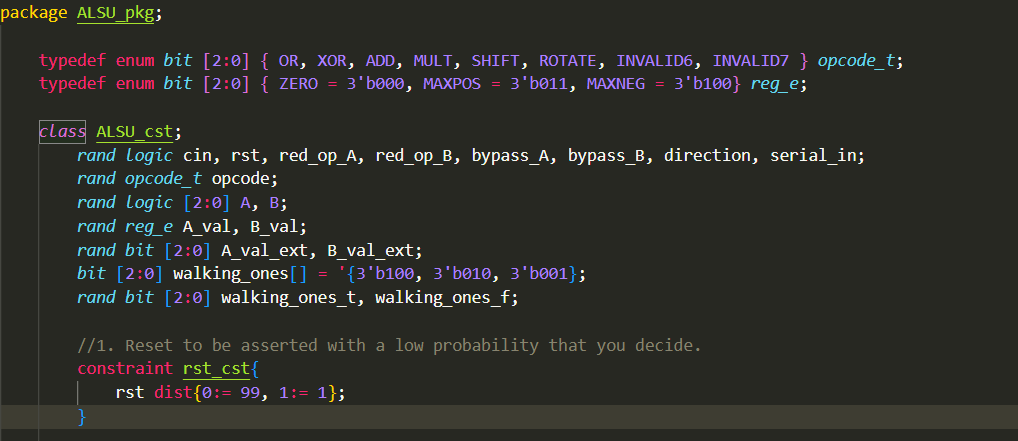 package ALSU_pkg;
typedef enum bit [2:0] { OR, XOR, ADD, MULT, SHIFT, ROTATE, INVALID6, INVALID7 } opcode_t;
typedef enum bit [2:0] { ZERO = 3'b000, MAXPOS = 3'b011, MAXNEG = 3'b100} reg_e;
class ALSU_cst;
rand logic cin, rst, red_op_A, red_op_B, bypass_A, bypass_B, direction, serial_in;
rand opcode_t opcode;
rand logic [2:0] A, B;
rand reg_e A_val, B_val;
rand bit [2:0] A_val_ext, B_val_ext;
bit [2:0] walking_ones[] = '{3'b100, 3'b010, 3'b001};
rand bit [2:0] walking_ones_t, walking_ones_f;
//1. Reset to be asserted with a low probability that you decide.
constraint rst_cst{
rst dist{0:= 99, 1:= 1};
}